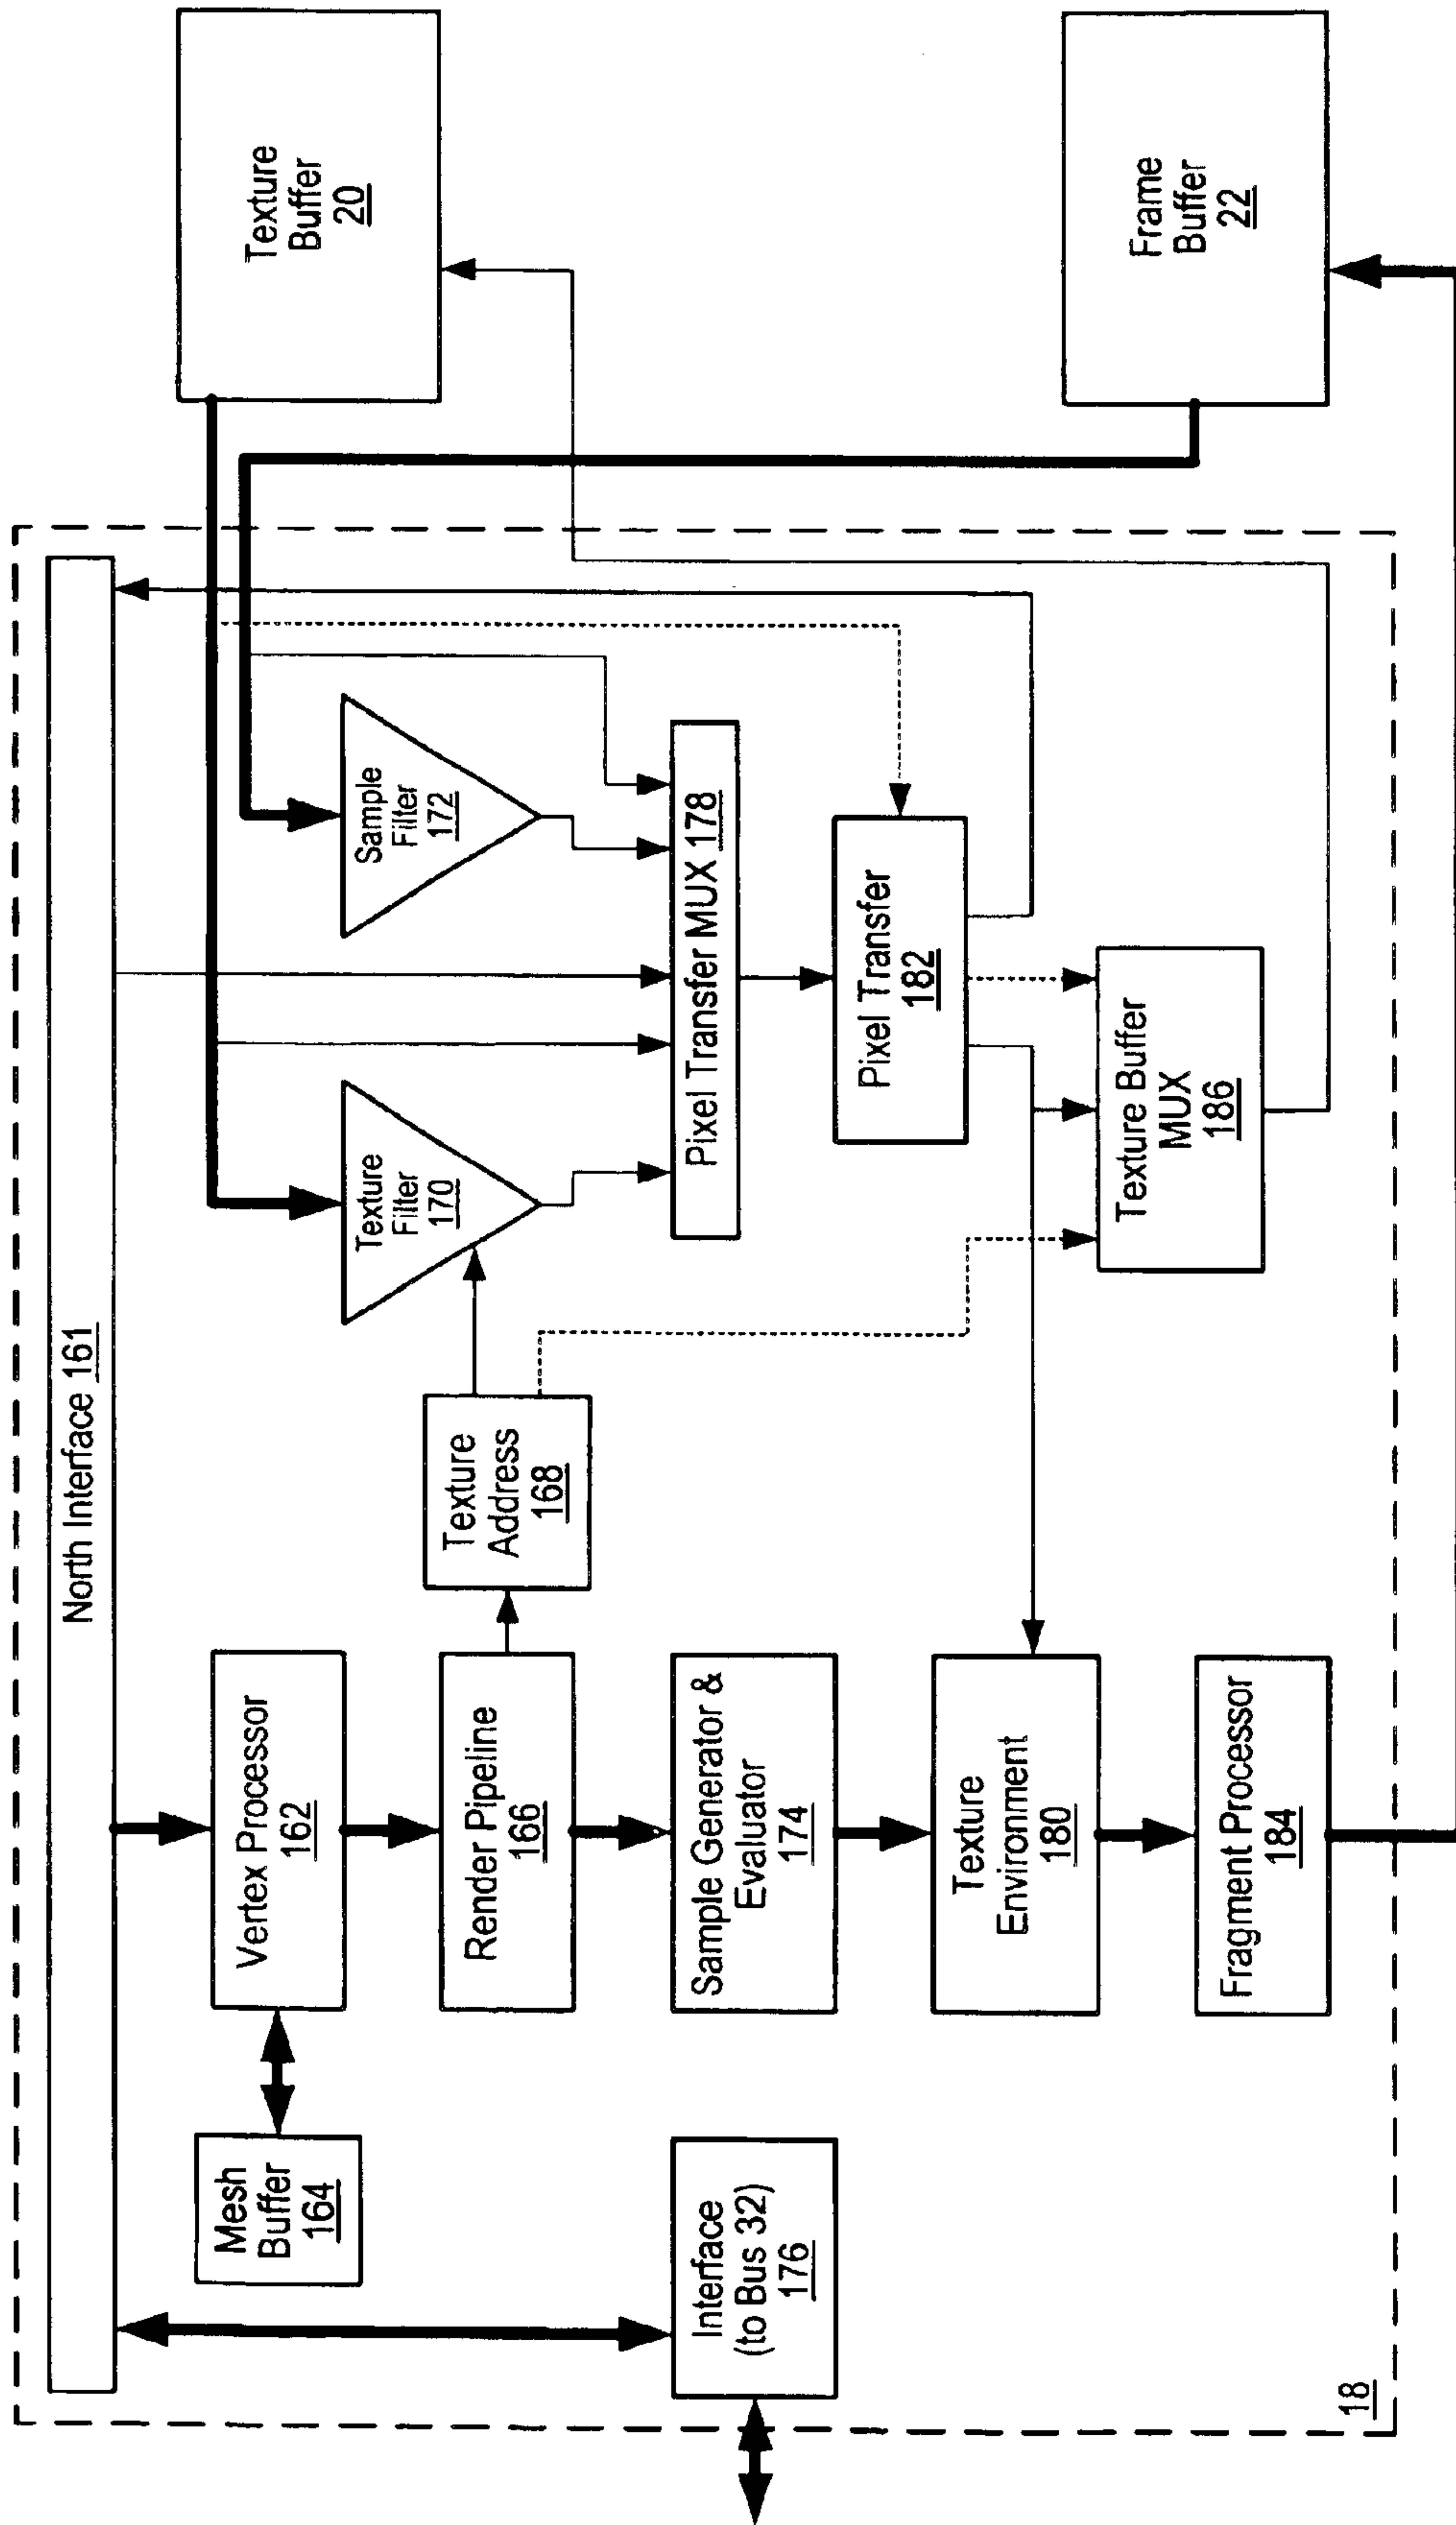 North Interface 161
Mesh
Buffer
164
Vertex Processor
162
Texture
Buffer
20
Texture
Filter
170
Sample
Filter
172
Render Pipeline
166
Texture
Address
168
Interface
(to Bus 32)
176
Sample Generator &
Evaluator
174
Pixel Transfer MUX 178
Pixel Transfer
182
Texture
Environment
180
Texture Buffer
MUX
186
Fragment Processor
184
Frame
Buffer
22
18